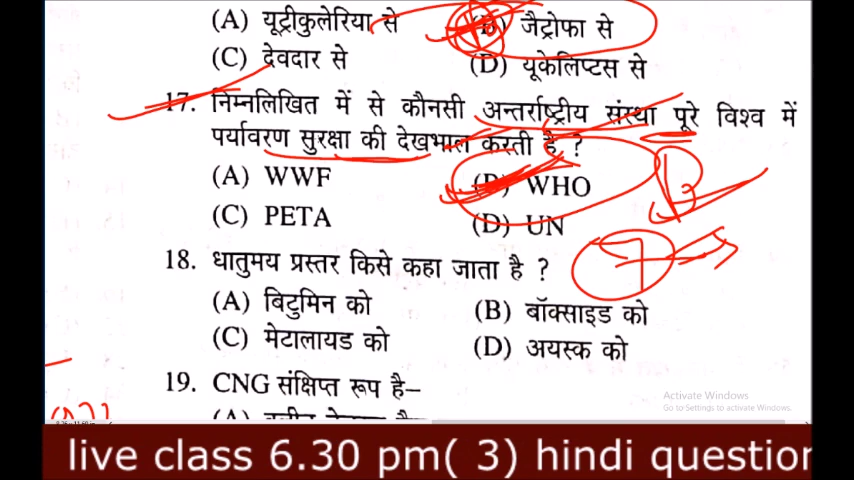 (A) यूट्रीकुलेरिया से (B) जैट्रोफा से
(C) देवदार से (D) यूकेलिप्टस से
17. निम्नलिखित में से कौनसी अन्तर्राष्ट्रीय संस्था पूरे विश्व में
पर्यावरण सुरक्षा की देखभाल करती है ?
(A) WWF (B) WHO
(C) PETA (D) UN
18. धातुमय प्रस्तर किसे कहा जाता है ?
(A) बिटुमिन को (B) बॉक्साइड को
(C) मेटालायड को (D) अयस्क को
19. CNG संक्षिप्त रूप है–
Activate Windows
Go to Settings to activate Windows.
live class 6.30 pm( 3) hindi question